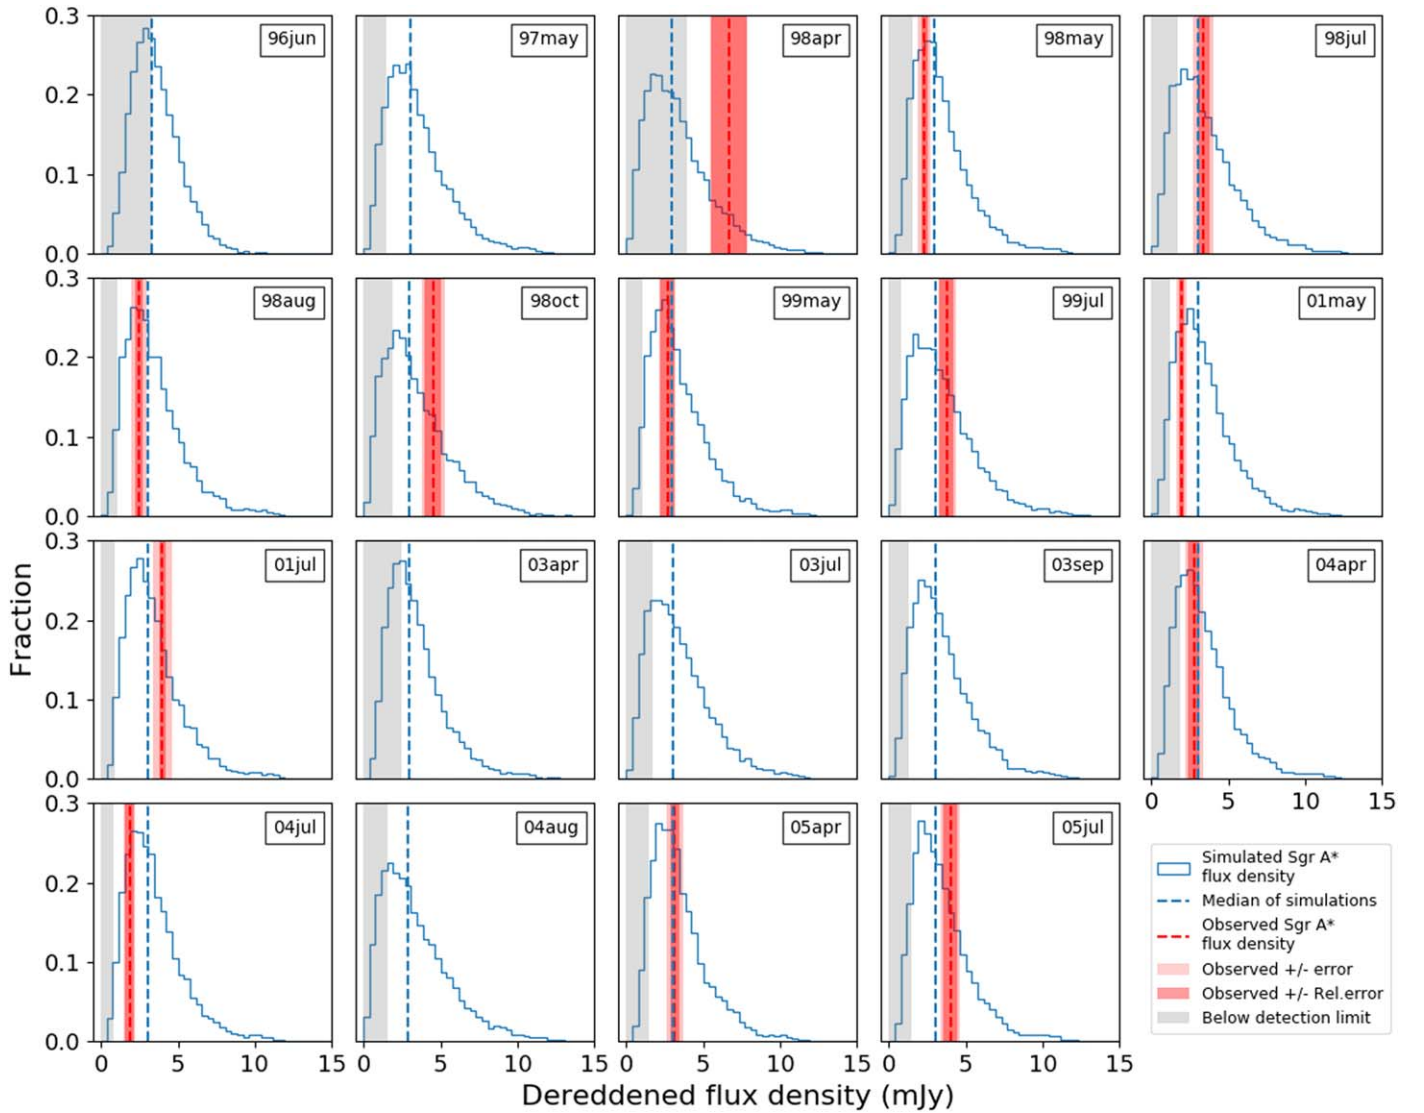 0.3
0.2
0.1
0.0
96jun
97may
98apr
98may
98jul
0.3
0.2
0.1
0.0
98aug
98oct
99may
99jul
01may
0.3
0.2
0.1
0.0
01jul
03apr
03jul
03sep
04apr
0 5 10 15
0.3
0.2
0.1
0.0
04jul
04aug
05apr
05jul
0 5 10 15
0 5 10 15
0 5 10 15
0 5 10 15
Fraction
Dereddened flux density (mJy)
Simulated Sgr A*
flux density
Median of simulations
Observed Sgr A*
flux density
Observed +/- error
Observed +/- Rel.error
Below detection limit